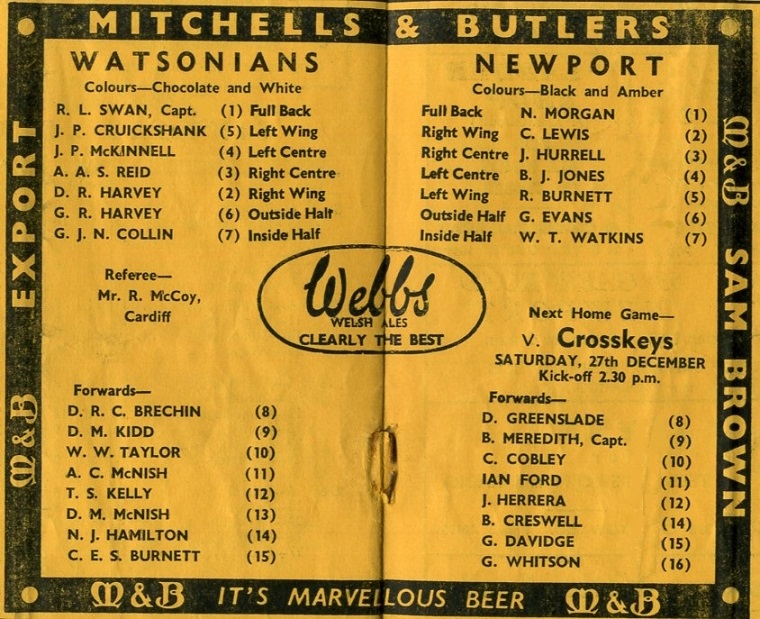 MITCHELLS & BUTLERS
M&B EXPORT
WATSONIANS
Colours—Chocolate and White
R. L. SWAN, Capt. (1) Full Back
J. P. CRUICKSHANK (5) Left Wing
J. P. McKINNELL (4) Left Centre
A. A. S. REID (3) Right Centre
D. R. HARVEY (2) Right Wing
G. R. HARVEY (6) Outside Half
G. J. N. COLLIN (7) Inside Half
Referee—
Mr. R. McCoy,
Cardiff
Forwards—
D. R. C. BRECHIN (8)
D. M. KIDD (9)
W. W. TAYLOR (10)
A. C. McNISH (11)
T. S. KELLY (12)
D. M. McNISH (13)
N. J. HAMILTON (14)
C. E. S. BURNETT (15)
Webbs
WELSH ALES
CLEARLY THE BEST
NEWPORT
Colours—Black and Amber
Full Back N. MORGAN (1)
Right Wing C. LEWIS (2)
Right Centre J. HURRELL (3)
Left Centre B. J. JONES (4)
Left Wing R. BURNETT (5)
Outside Half G. EVANS (6)
Inside Half W. T. WATKINS (7)
Next Home Game—
V. Crosskeys
SATURDAY, 27th DECEMBER
Kick-off 2.30 p.m.
Forwards—
D. GREENSLADE (8)
B. MEREDITH, Capt. (9)
C. COBLEY (10)
IAN FORD (11)
J. HERRERA (12)
B. CRESWELL (14)
G. DAVIDGE (15)
G. WHITSON (16)
M&B SAM BROWN
M&B IT'S MARVELLOUS BEER M&B